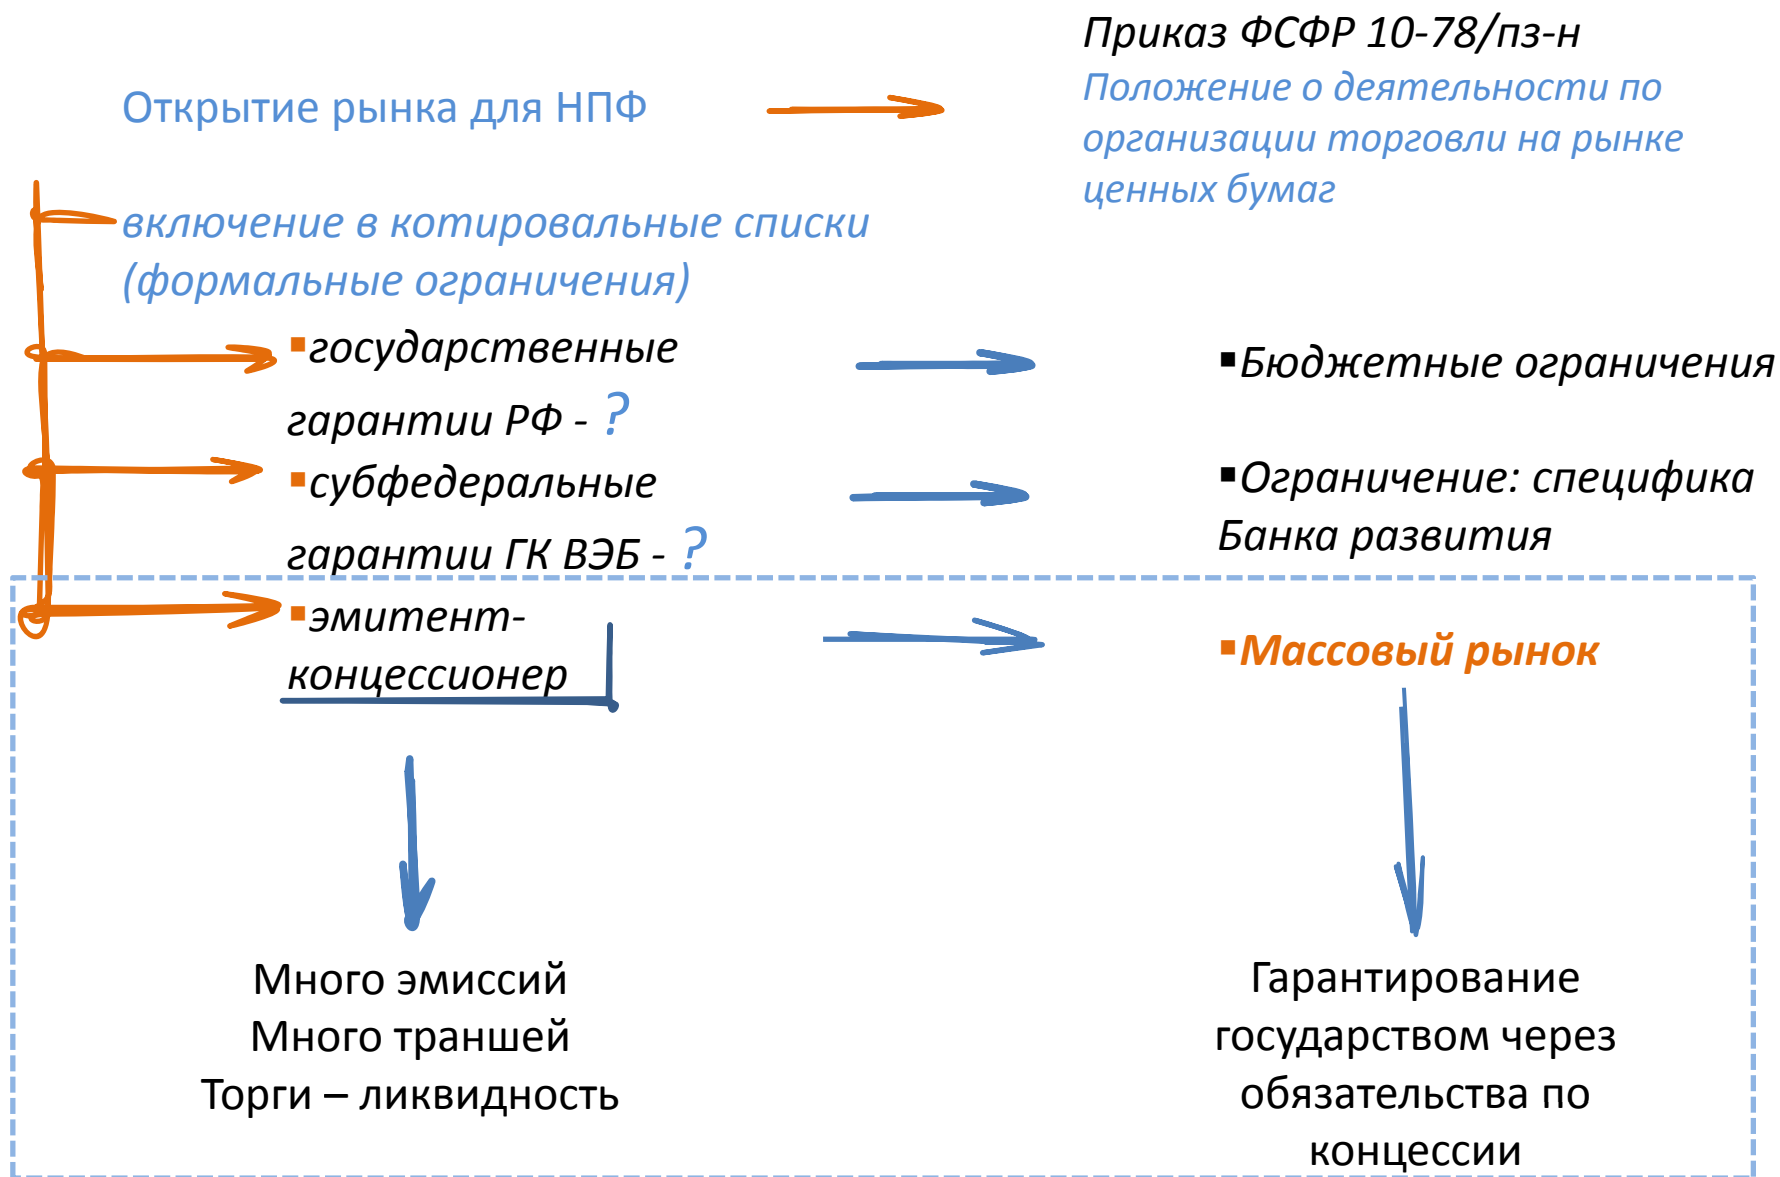 Приказ ФСФР 10-78/пз-н
Открытие рынка для НПФ
Положение о деятельности по
организации торговли на рынке
ценных бумаг
включение в котировальные списки
(формальные ограничения)
▪государственные
гарантии РФ - ?
▪Бюджетные ограничения
▪субфедеральные
гарантии ГК ВЭБ - ?
▪Ограничение: специфика
Банка развития
▪эмитент-
концессионер
▪Массовый рынок
Много эмиссий
Много траншей
Торги – ликвидность
Гарантирование
государством через
обязательства по
концессии